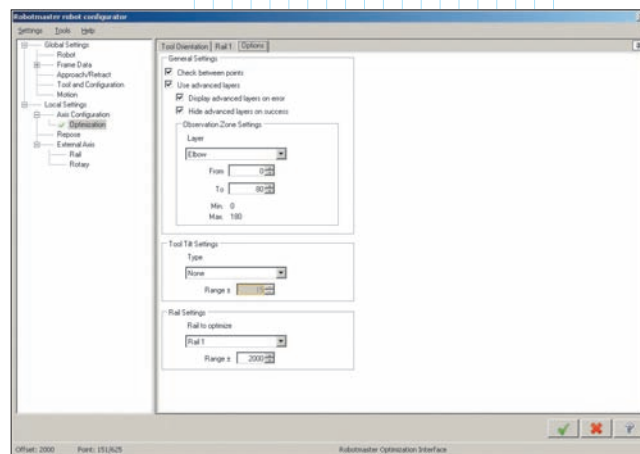 Robotmaster robot configurator
Settings Tools Help
Global Settings
Robot
Frame Data
Approach/Retract
Tool and Configuration
Motion
Local Settings
Axis Configuration
Optimization
Repose
External Axis
Rail
Rotary
Tool Orientation Rail 1 Options
General Settings
Check between points
Use advanced layers
Display advanced layers on error
Hide advanced layers on success
Observation Zone Settings
Layer
Elbow
From 0
To 80
Min. 0
Max. 180
Tool Tilt Settings
Type
None
Range ±
Rail Settings
Rail to optimize
Rail 1
Range ± 2000
Offset: 2000 Point: 151/625 Robotmaster Optimization Interface